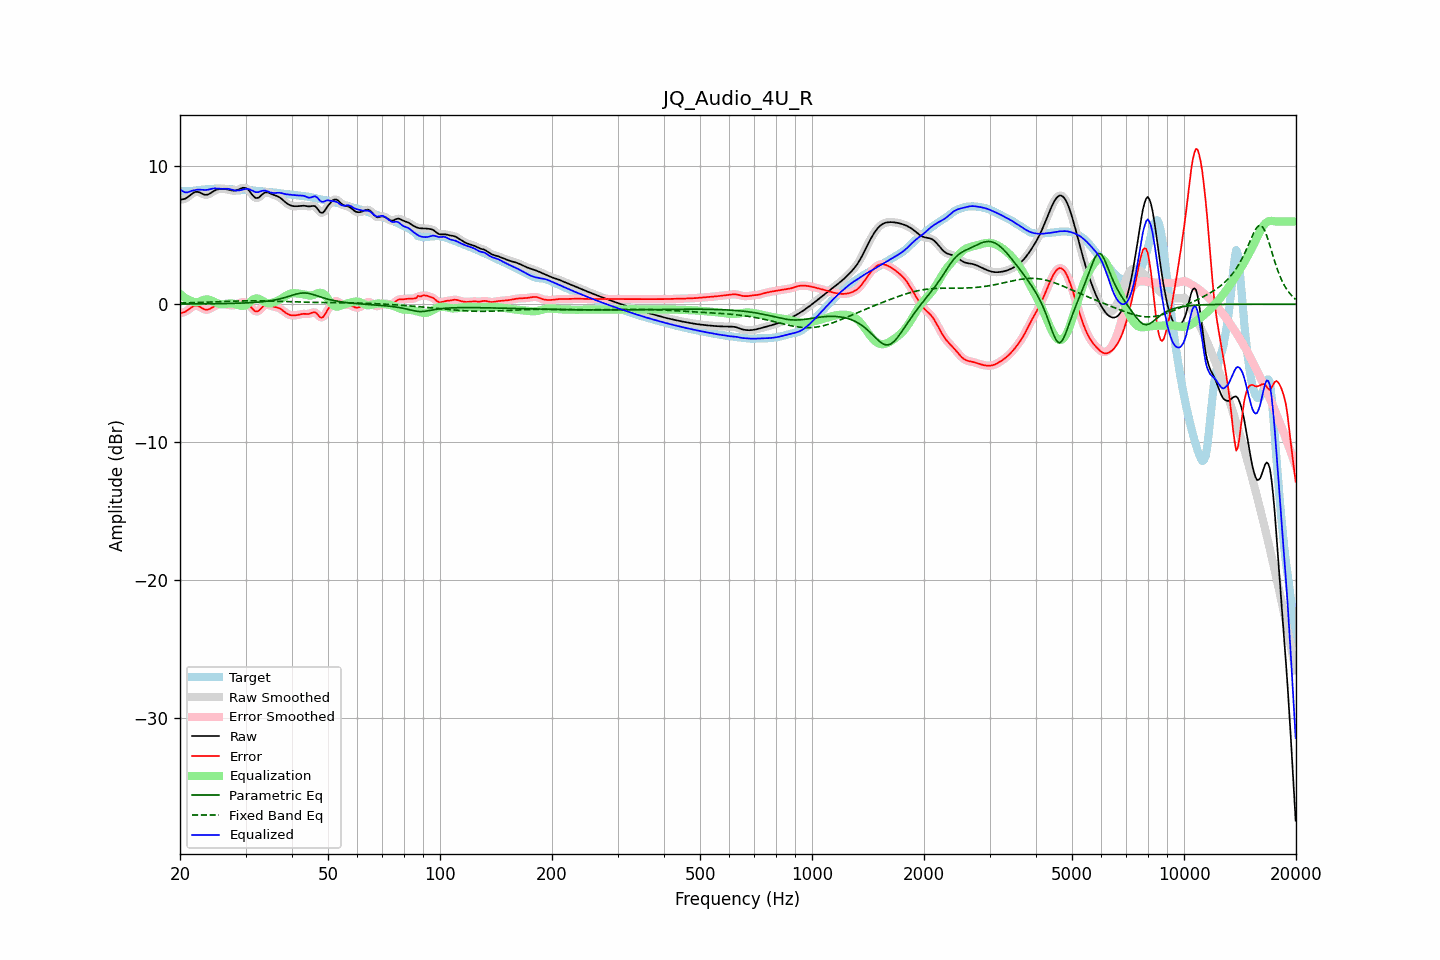 JQ_Audio_4U_R
10
0
−10
−20
−30
Amplitude (dBr)
Target
Raw Smoothed
Error Smoothed
Raw
Error
Equalization
Parametric Eq
Fixed Band Eq
Equalized
20 50 100 200 500 1000 2000 5000 10000 20000
Frequency (Hz)